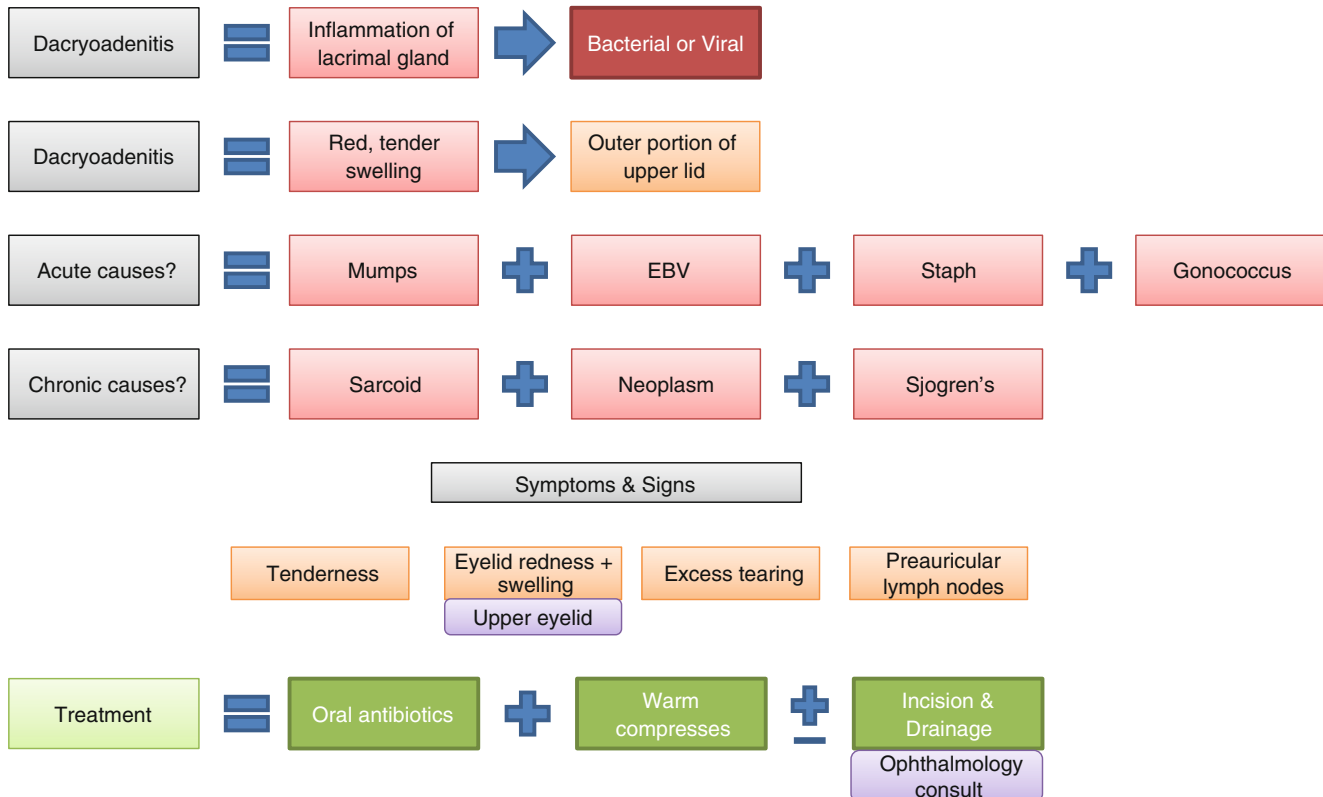 Dacryoadenitis
Inflammation of
lacrimal gland
Bacterial or Viral
Dacryoadenitis
Red, tender
swelling
Outer portion of
upper lid
Acute causes?
Mumps
EBV
Staph
Gonococcus
Chronic causes?
Sarcoid
Neoplasm
Sjogren’s
Symptoms & Signs
Tenderness
Eyelid redness +
swelling
Upper eyelid
Excess tearing
Preauricular
lymph nodes
Treatment
Oral antibiotics
Warm
compresses
Incision &
Drainage
Ophthalmology
consult